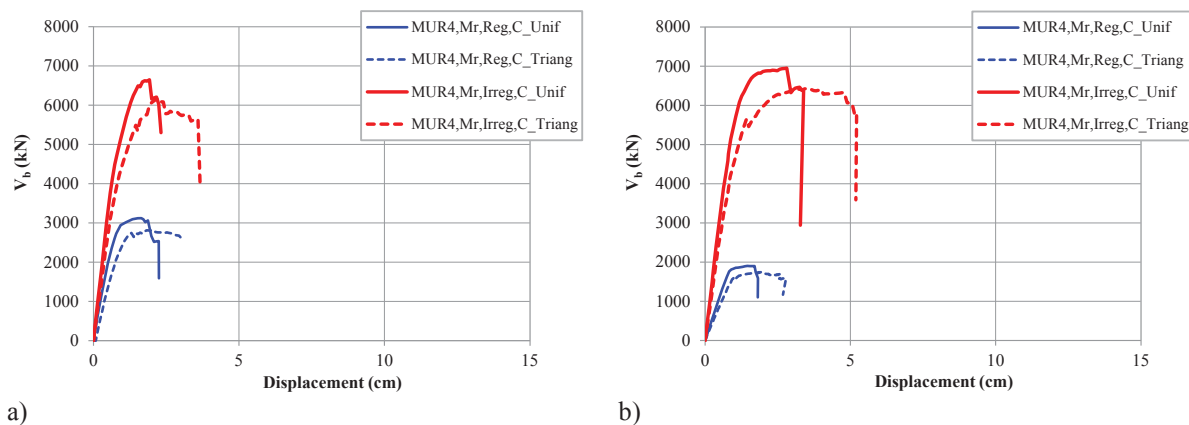 8000
7000
6000
5000
4000
3000
2000
1000
0
V_b (kN)
0 5 10 15
Displacement (cm)
MUR4,Mr,Reg,C_Unif
MUR4,Mr,Reg,C_Triang
MUR4,Mr,Irreg,C_Unif
MUR4,Mr,Irreg,C_Triang
a)
8000
7000
6000
5000
4000
3000
2000
1000
0
V_b (kN)
0 5 10 15
Displacement (cm)
MUR4,Mr,Reg,C_Unif
MUR4,Mr,Reg,C_Triang
MUR4,Mr,Irreg,C_Unif
MUR4,Mr,Irreg,C_Triang
b)